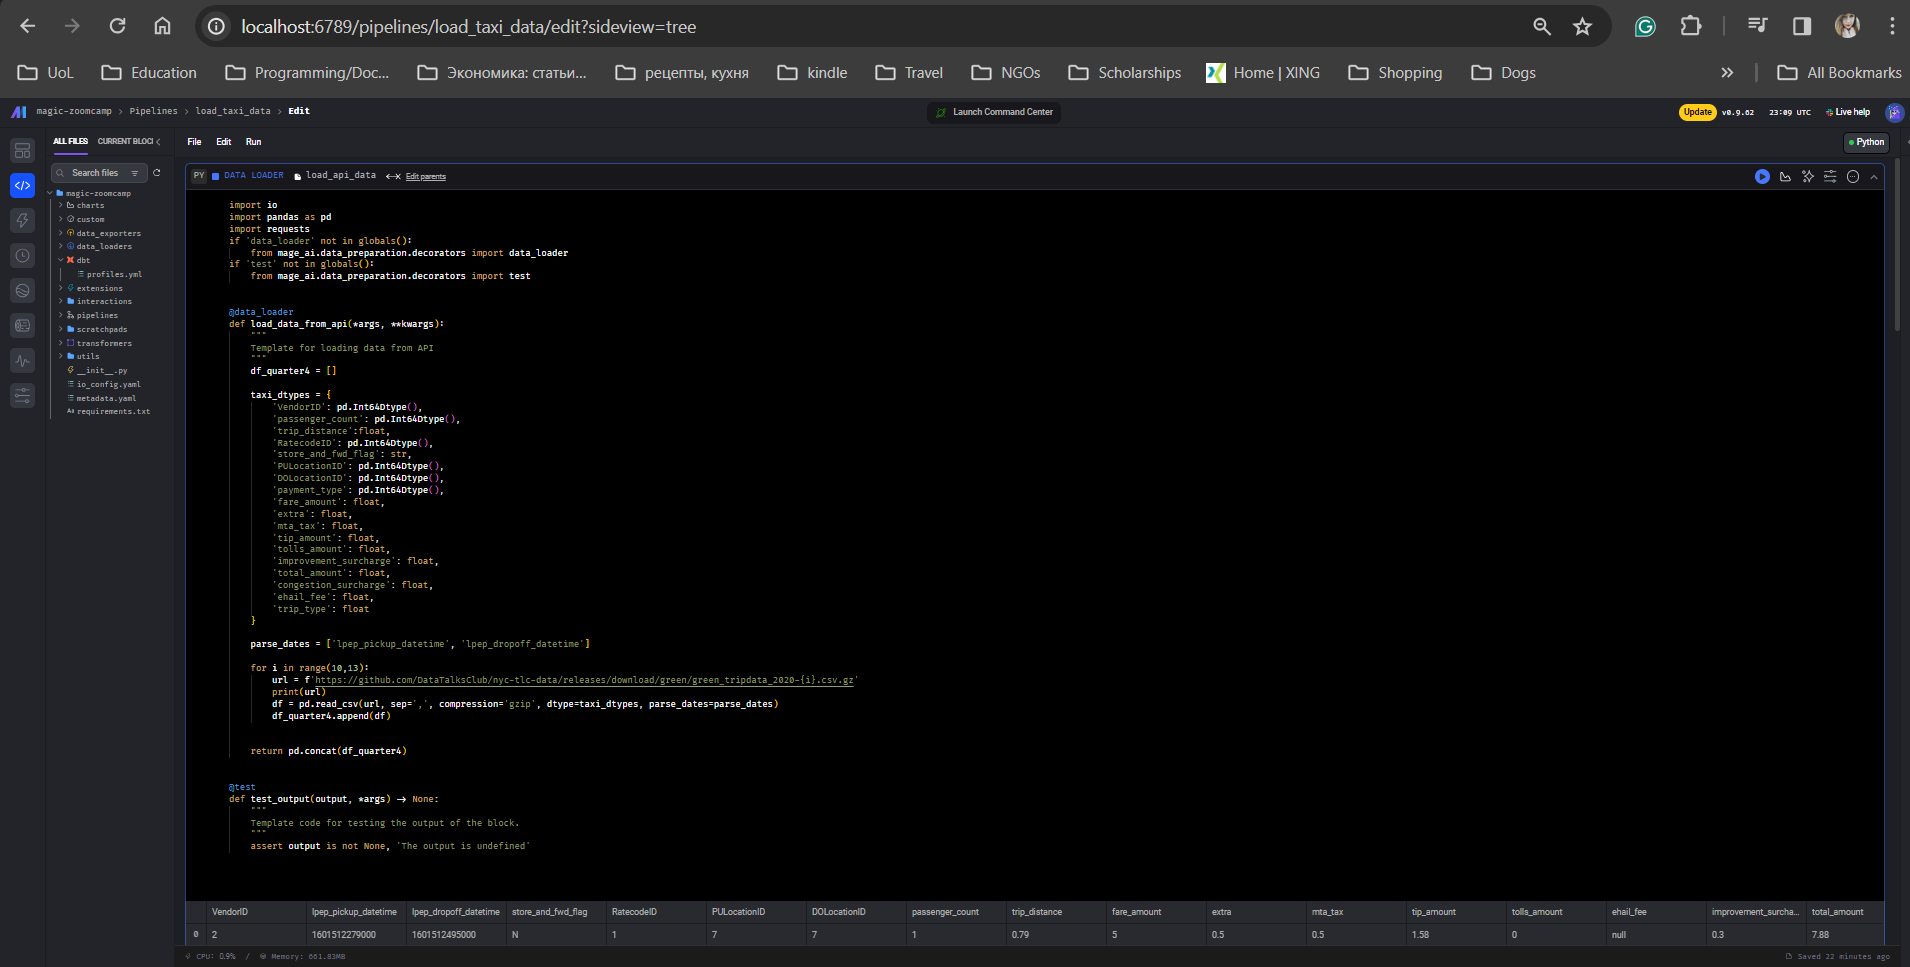 localhost:6789/pipelines/load_taxi_data/edit?sideview=tree
UoL Education Programming/Doc... Экономика: статьи... рецепты, кухня kindle Travel NGOs Scholarships Home | XING Shopping Dogs » All Bookmarks
magic-zoomcamp > Pipelines > load_taxi_data > Edit Launch Command Center Update v0.9.62 23:09 UTC Live help
ALL FILES CURRENT BLOCK File Edit Run Python
Search files
PY DATA LOADER load_api_data Edit parents
magic-zoomcamp
charts
custom
data_exporters
data_loaders
dbt
profiles.yml
extensions
interactions
pipelines
scratchpads
transformers
utils
__init__.py
io_config.yaml
metadata.yaml
requirements.txt
import io
import pandas as pd
import requests
if 'data_loader' not in globals():
    from mage_ai.data_preparation.decorators import data_loader
if 'test' not in globals():
    from mage_ai.data_preparation.decorators import test
@data_loader
def load_data_from_api(*args, **kwargs):
    """
    Template for loading data from API
    """
    df_quarter4 = []
    taxi_dtypes = {
        'VendorID': pd.Int64Dtype(),
        'passenger_count': pd.Int64Dtype(),
        'trip_distance':float,
        'RatecodeID': pd.Int64Dtype(),
        'store_and_fwd_flag': str,
        'PULocationID': pd.Int64Dtype(),
        'DOLocationID': pd.Int64Dtype(),
        'payment_type': pd.Int64Dtype(),
        'fare_amount': float,
        'extra': float,
        'mta_tax': float,
        'tip_amount': float,
        'tolls_amount': float,
        'improvement_surcharge': float,
        'total_amount': float,
        'congestion_surcharge': float,
        'ehail_fee': float,
        'trip_type': float
    }
    parse_dates = ['lpep_pickup_datetime', 'lpep_dropoff_datetime']
    for i in range(10,13):
        url = f'https://github.com/DataTalksClub/nyc-tlc-data/releases/download/green/green_tripdata_2020-{i}.csv.gz'
        print(url)
        df = pd.read_csv(url, sep=',', compression='gzip', dtype=taxi_dtypes, parse_dates=parse_dates)
        df_quarter4.append(df)
    return pd.concat(df_quarter4)
@test
def test_output(output, *args) -> None:
    """
    Template code for testing the output of the block.
    """
    assert output is not None, 'The output is undefined'
VendorID lpep_pickup_datetime lpep_dropoff_datetime store_and_fwd_flag RatecodeID PULocationID DOLocationID passenger_count trip_distance fare_amount extra mta_tax tip_amount tolls_amount ehail_fee improvement_surcha... total_amount
0 2 1601512279000 1601512495000 N 1 7 7 1 0.79 5 0.5 0.5 1.58 0 null 0.3 7.88
CPU: 0.9% / Memory: 661.83MB Saved 22 minutes ago